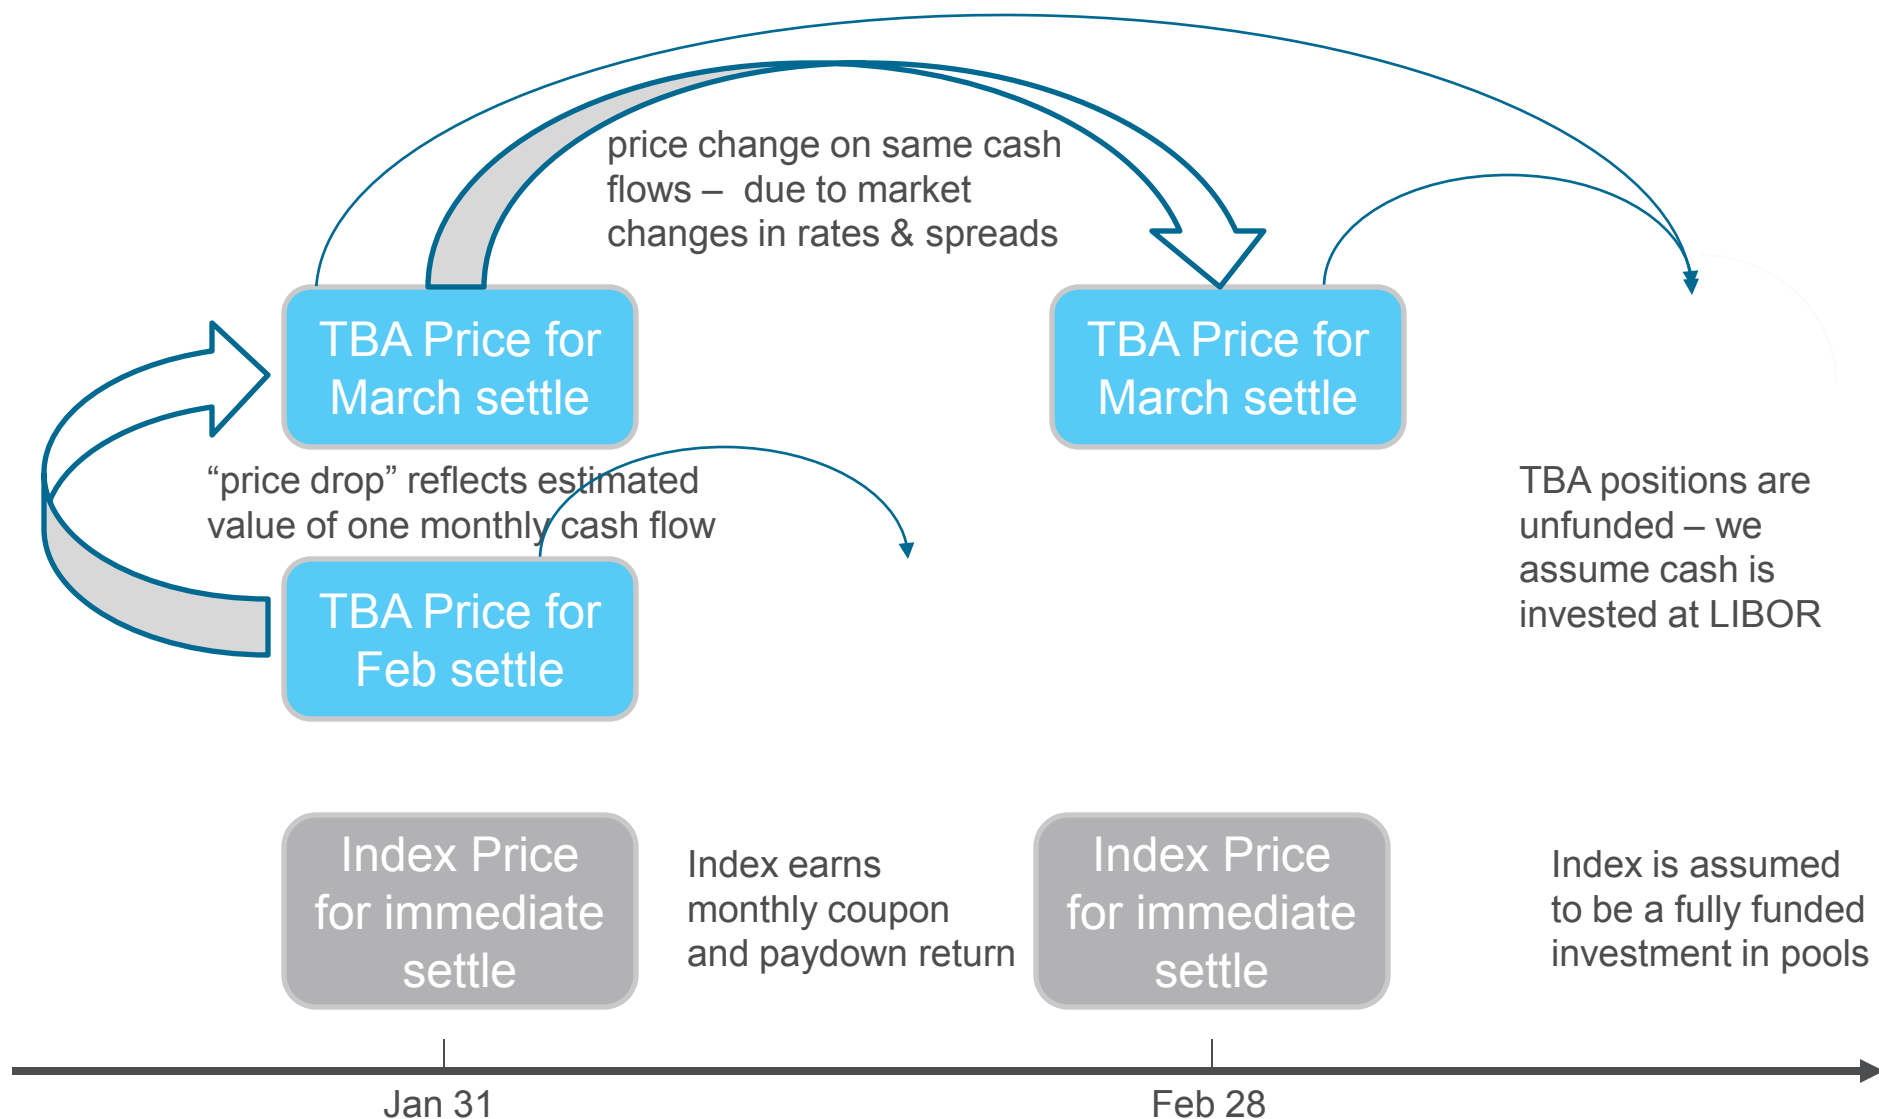 price change on same cash
flows – due to market
changes in rates & spreads
TBA Price for
March settle
TBA Price for
March settle
“price drop” reflects estimated
value of one monthly cash flow
TBA positions are
unfunded – we
assume cash is
invested at LIBOR
TBA Price for
Feb settle
Index Price
for immediate
settle
Index earns
monthly coupon
and paydown return
Index Price
for immediate
settle
Index is assumed
to be a fully funded
investment in pools
Jan 31
Feb 28